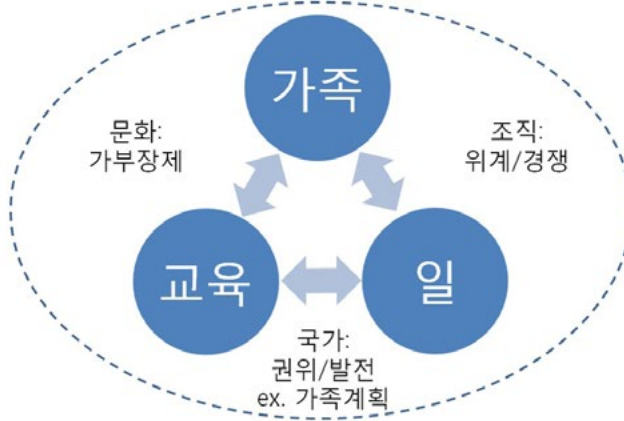 가족
문화:
가부장제
조직:
위계/경쟁
교육
일
국가:
권위/발전
ex. 가족계획